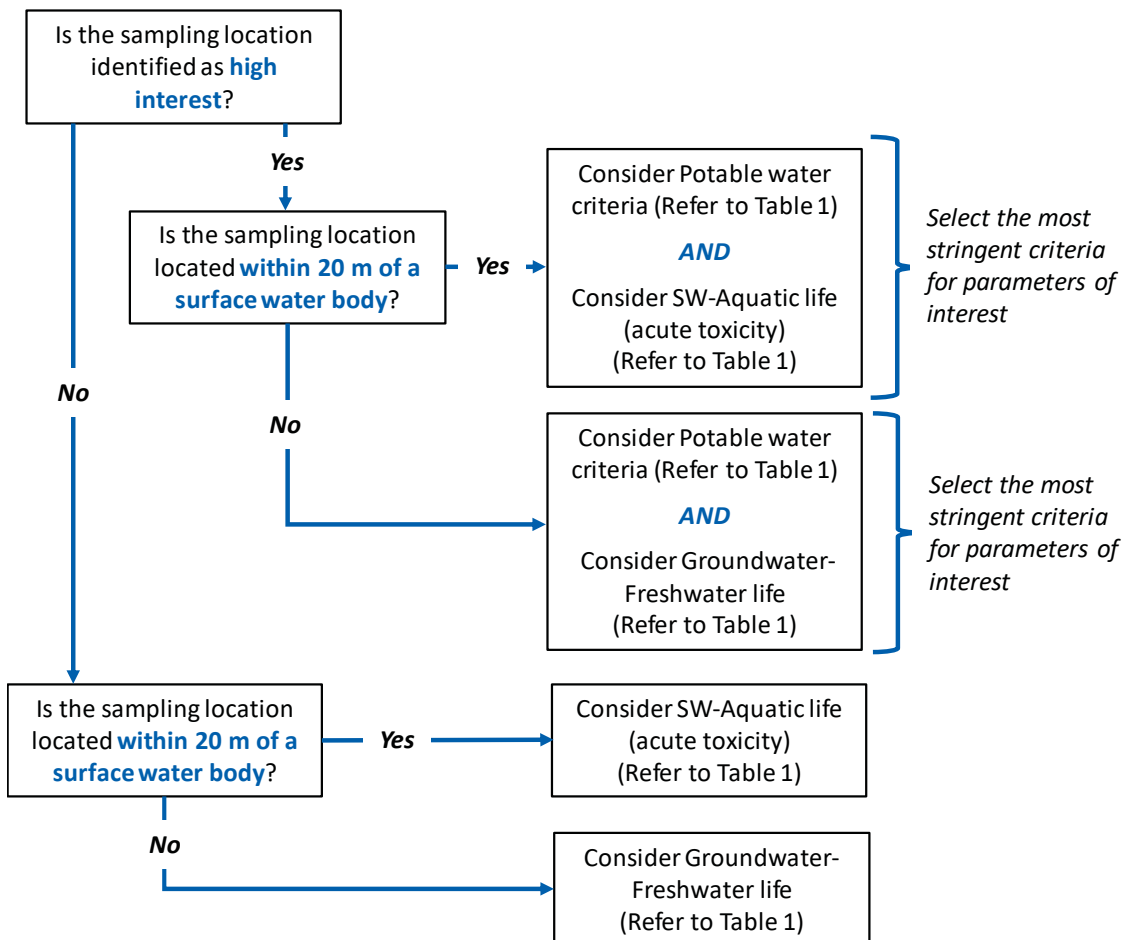 Is the sampling location
identified as high
interest?
Yes
Is the sampling location
located within 20 m of a
surface water body?
Yes
Consider Potable water
criteria (Refer to Table 1)
AND
Consider SW-Aquatic life
(acute toxicity)
(Refer to Table 1)
Select the most
stringent criteria
for parameters of
interest
No
No
Consider Potable water
criteria (Refer to Table 1)
AND
Consider Groundwater-
Freshwater life
(Refer to Table 1)
Select the most
stringent criteria
for parameters of
interest
Is the sampling location
located within 20 m of a
surface water body?
Yes
Consider SW-Aquatic life
(acute toxicity)
(Refer to Table 1)
No
Consider Groundwater-
Freshwater life
(Refer to Table 1)